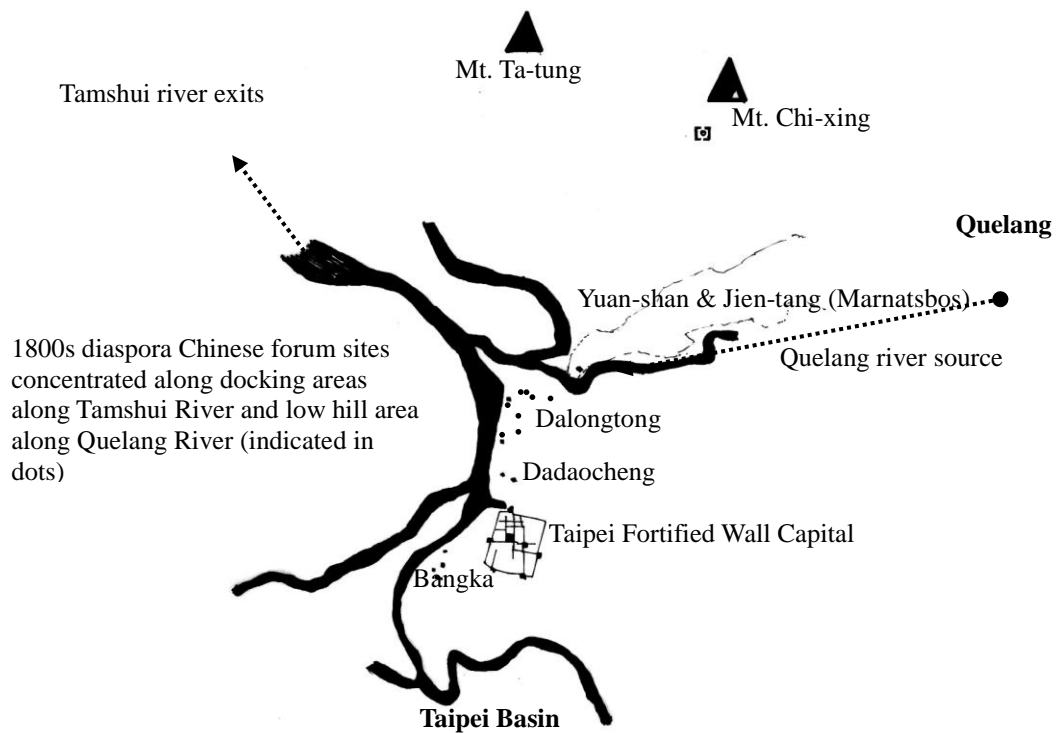 Mt. Ta-tung
Tamshui river exits
Mt. Chi-xing
Quelang
Yuan-shan & Jien-tang (Marnatsbos)
1800s diaspora Chinese forum sites
concentrated along docking areas
along Tamshui River and low hill area
along Quelang River (indicated in
dots)
Quelang river source
Dalongtong
Dadaocheng
Taipei Fortified Wall Capital
Bangka
Taipei Basin